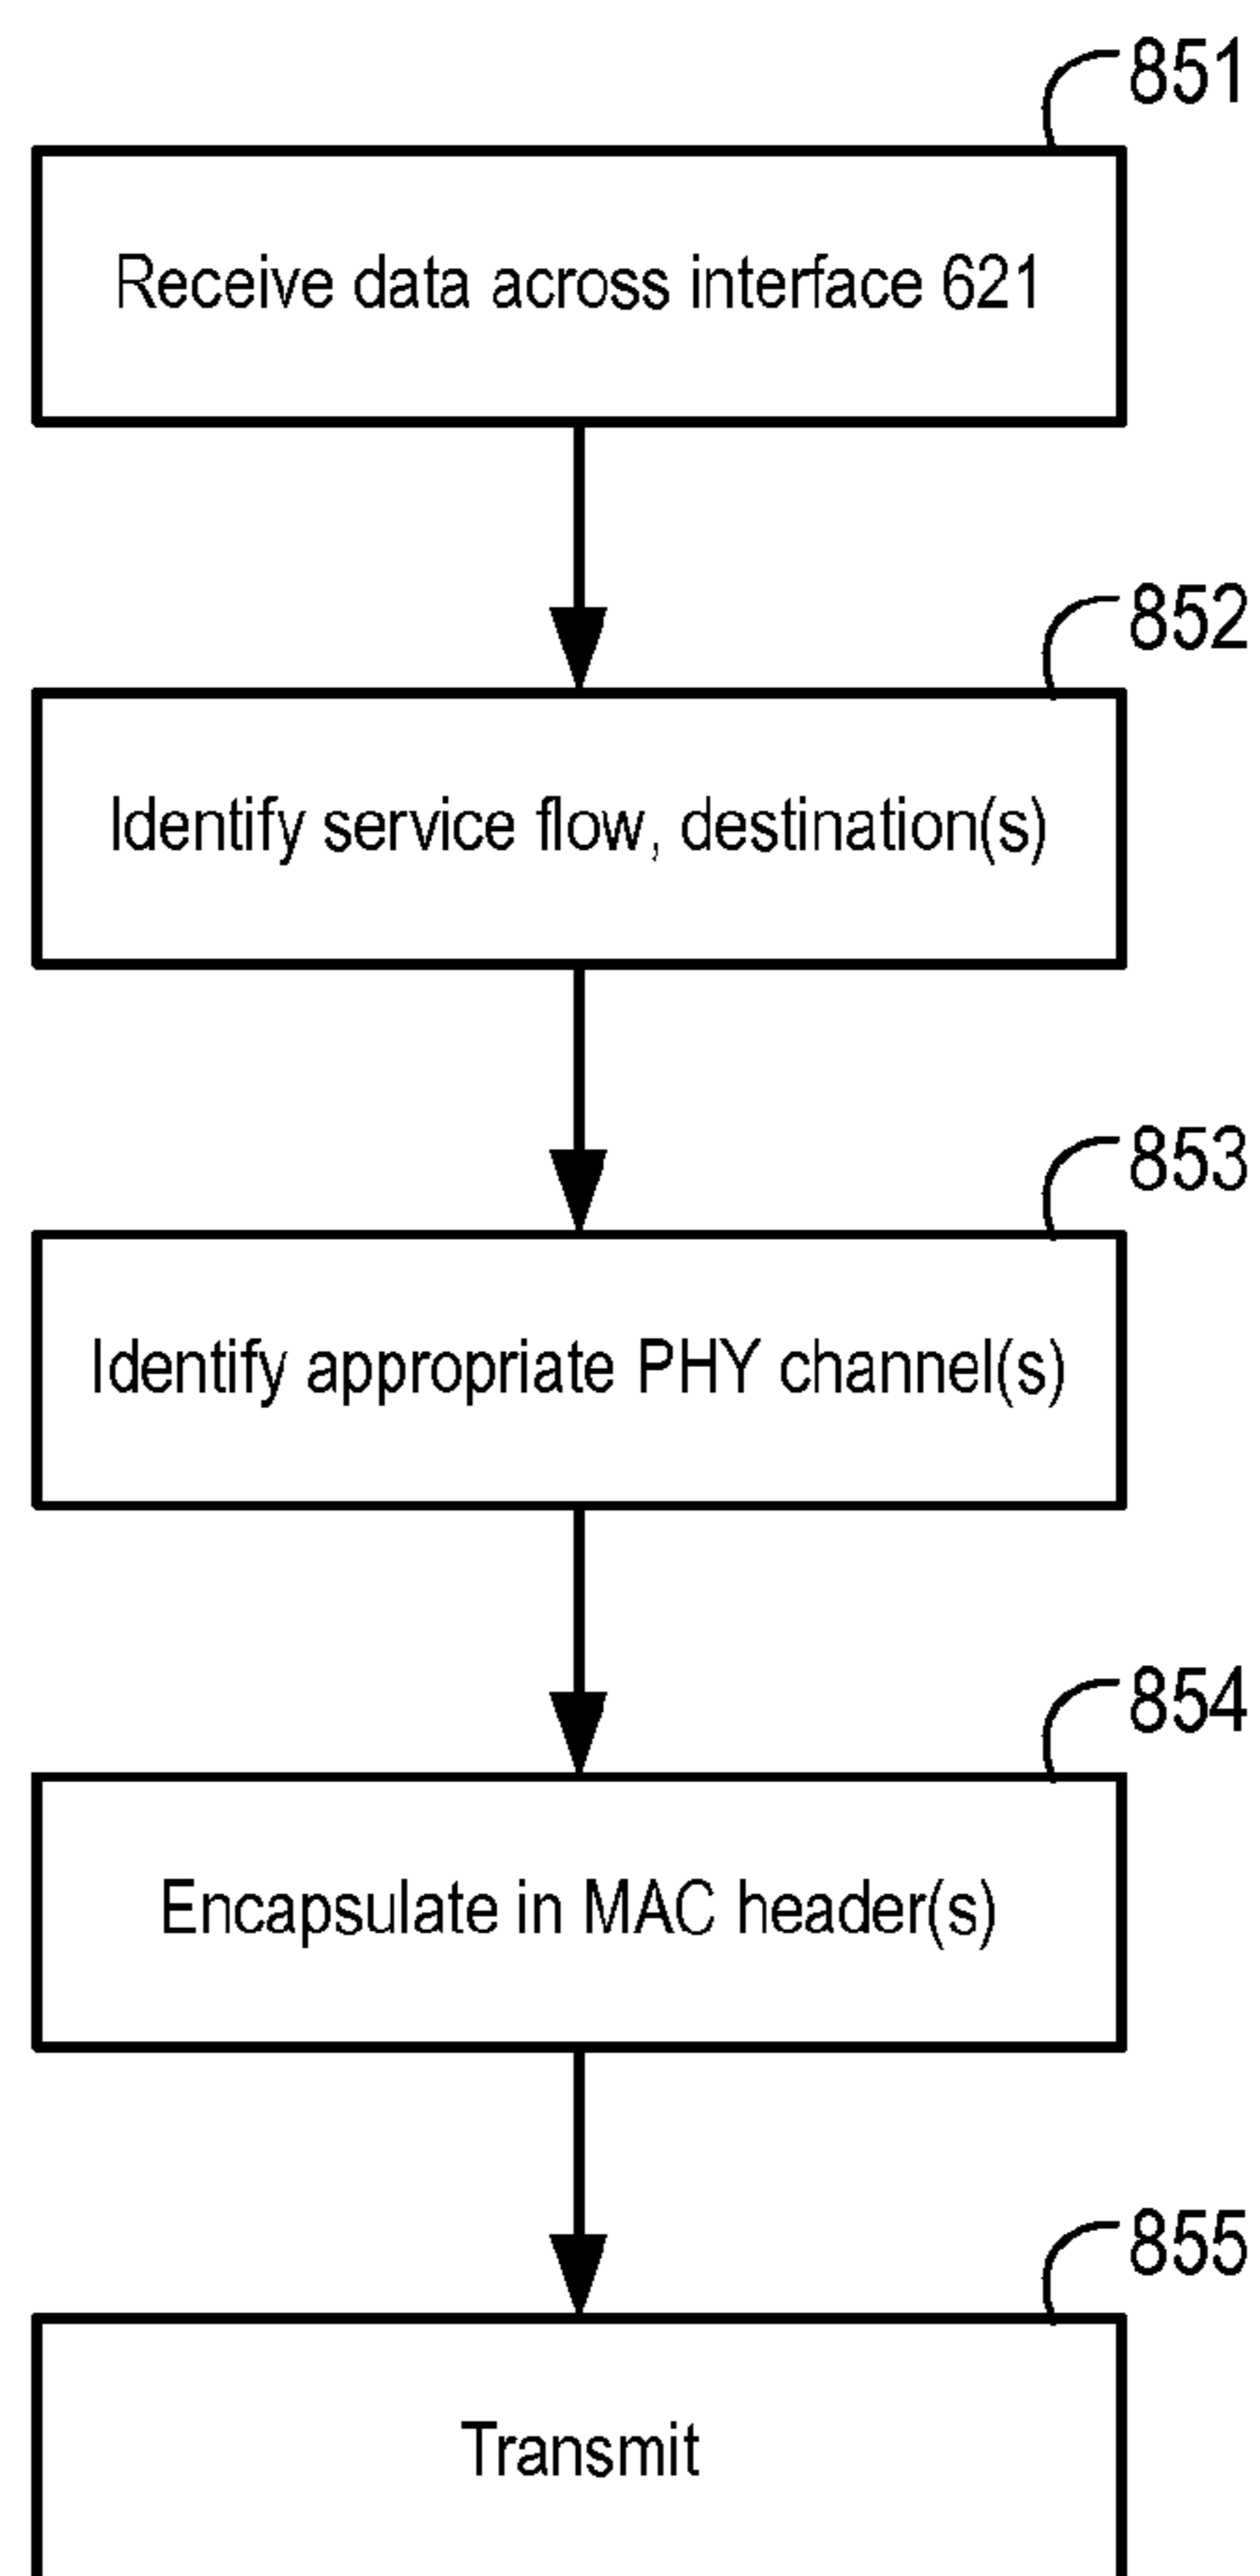 851
Receive data across interface 621
852
Identify service flow, destination(s)
853
Identify appropriate PHY channel(s)
854
Encapsulate in MAC header(s)
855
Transmit